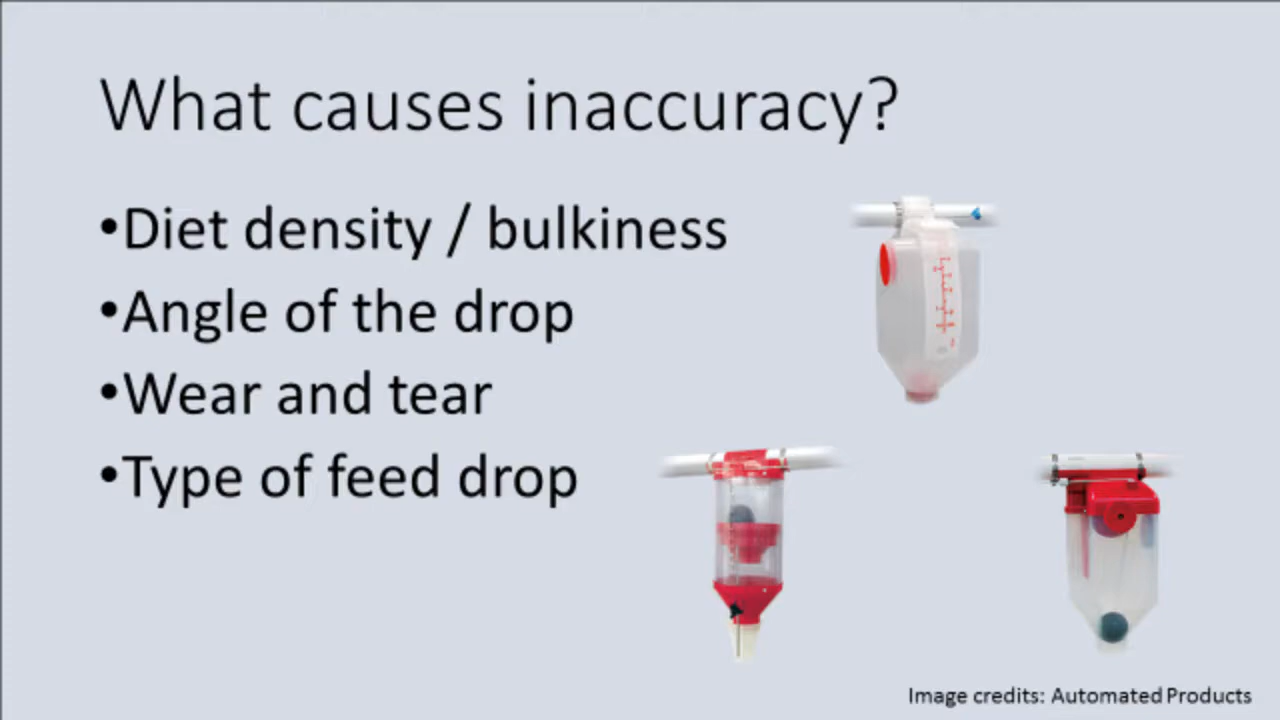 What causes inaccuracy?
•Diet density / bulkiness
•Angle of the drop
•Wear and tear
•Type of feed drop
Image credits: Automated Products